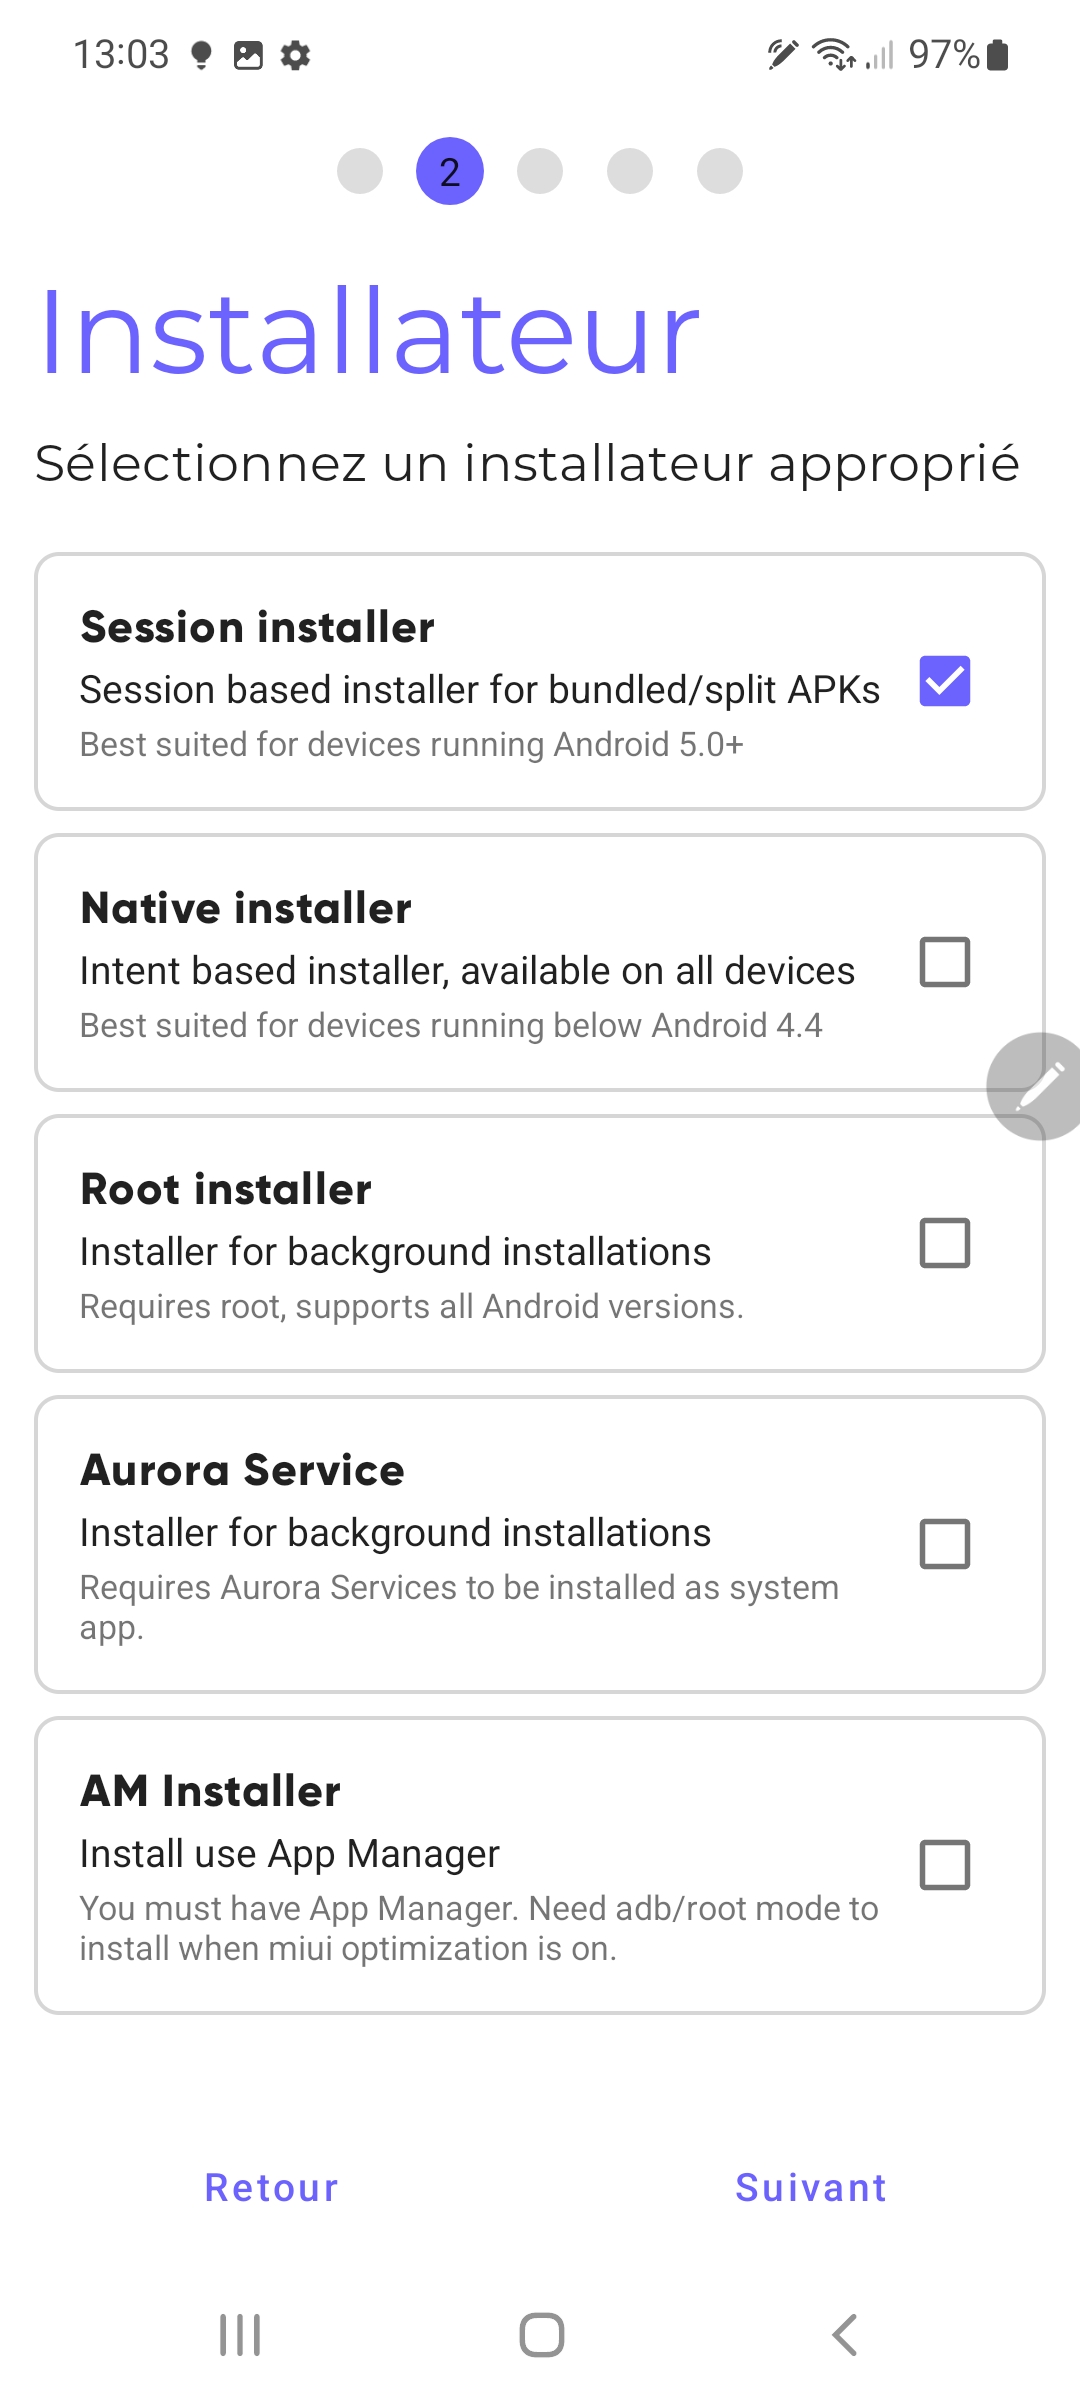 13:03
97%
2
Installateur
Sélectionnez un installateur approprié
Session installer
Session based installer for bundled/split APKs
Best suited for devices running Android 5.0+
Native installer
Intent based installer, available on all devices
Best suited for devices running below Android 4.4
Root installer
Installer for background installations
Requires root, supports all Android versions.
Aurora Service
Installer for background installations
Requires Aurora Services to be installed as system
app.
AM Installer
Install use App Manager
You must have App Manager. Need adb/root mode to
install when miui optimization is on.
Retour
Suivant